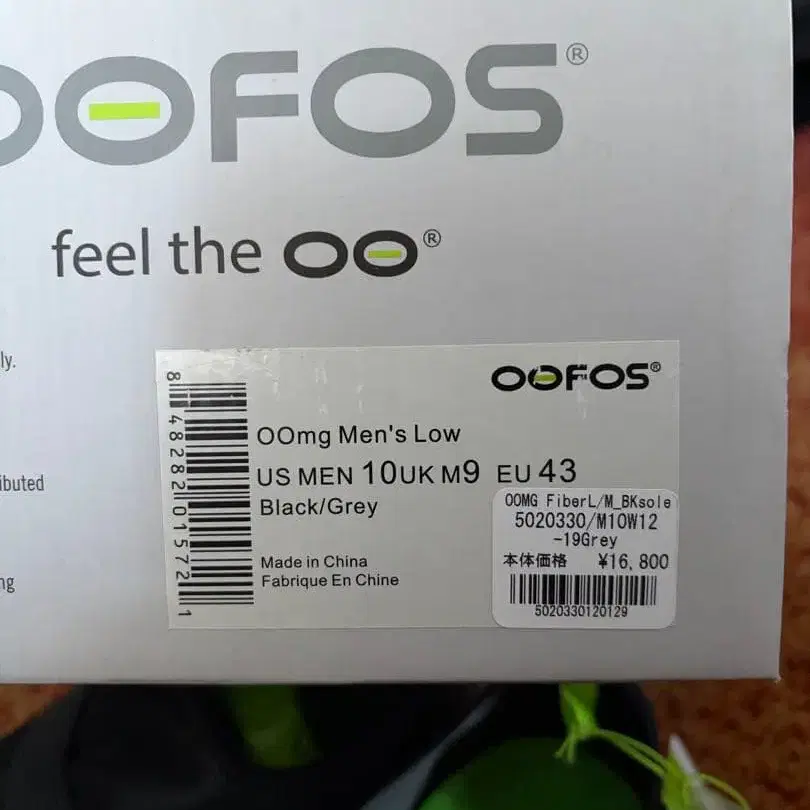 OOFOS®
feel the OO®
ly.
ibuted
ng
OOFOS®
8 48282 01572 1
OOmg Men's Low
US MEN 10 UK M9 EU 43
Black/Grey
Made in China
Fabrique En Chine
OOMG FiberL/M_BKsole
5020330/M10W12
-19Grey
本体価格 ¥16,800
5020330120129